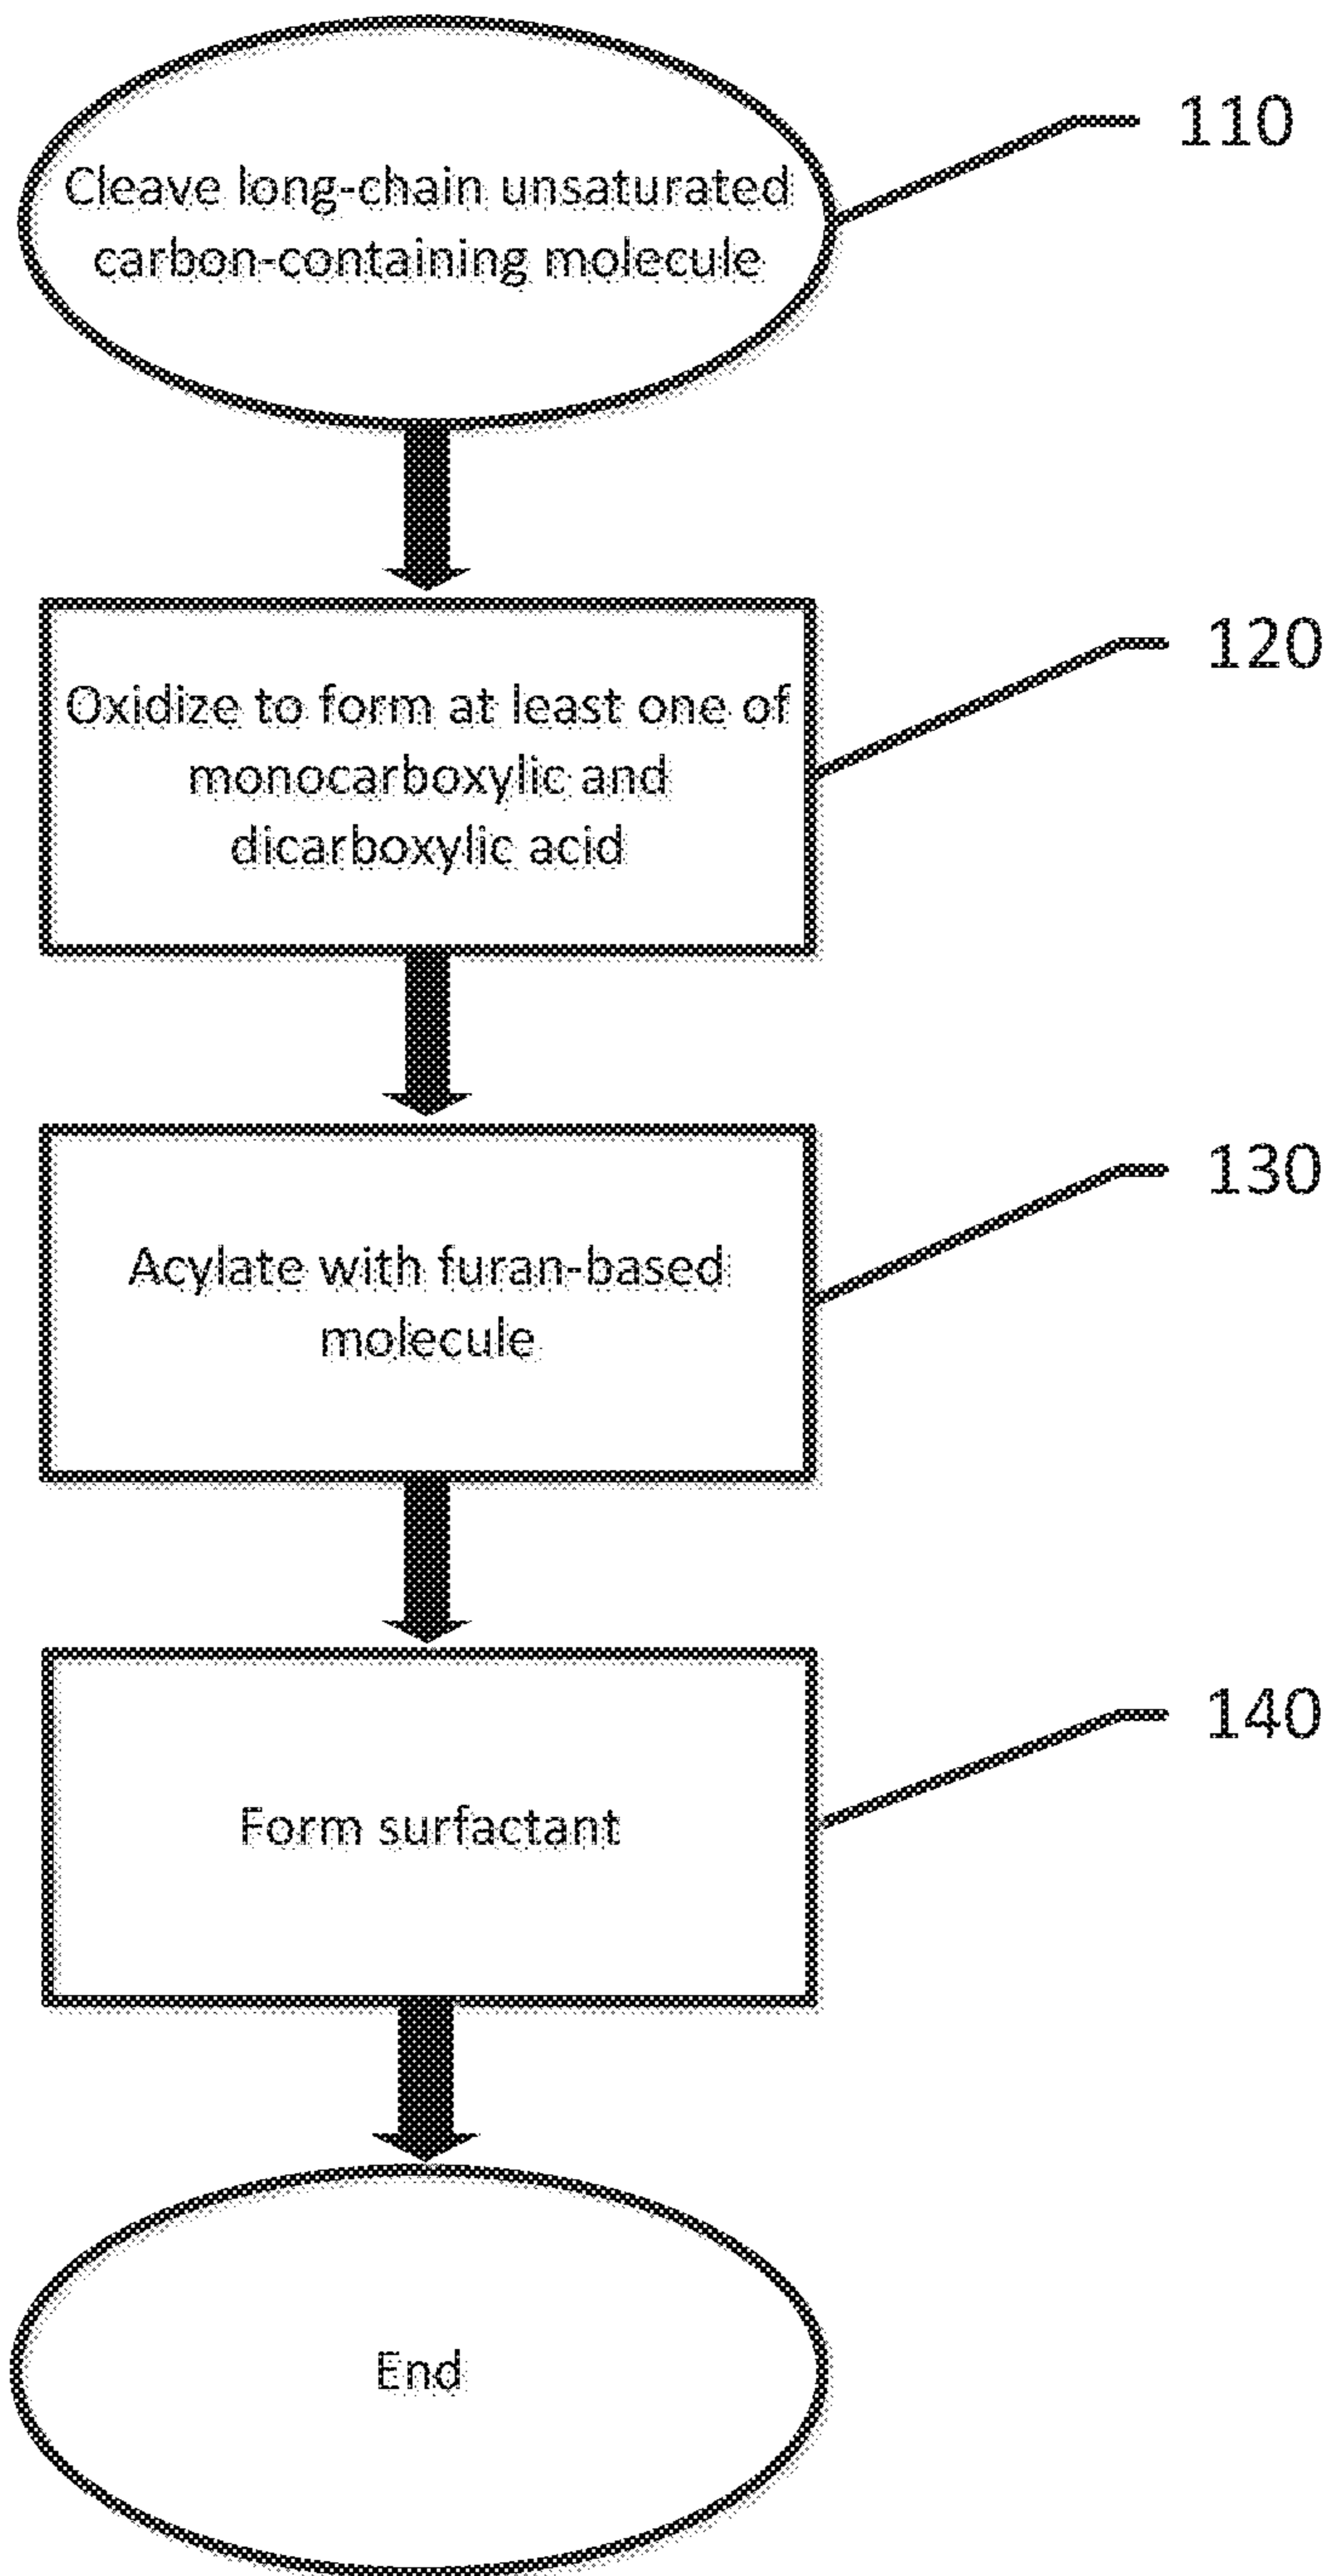 Cleave long-chain unsaturated
carbon-containing molecule
110
Oxidize to form at least one of
monocarboxylic and
dicarboxylic acid
120
Acylate with furan-based
molecule
130
Form surfactant
140
End